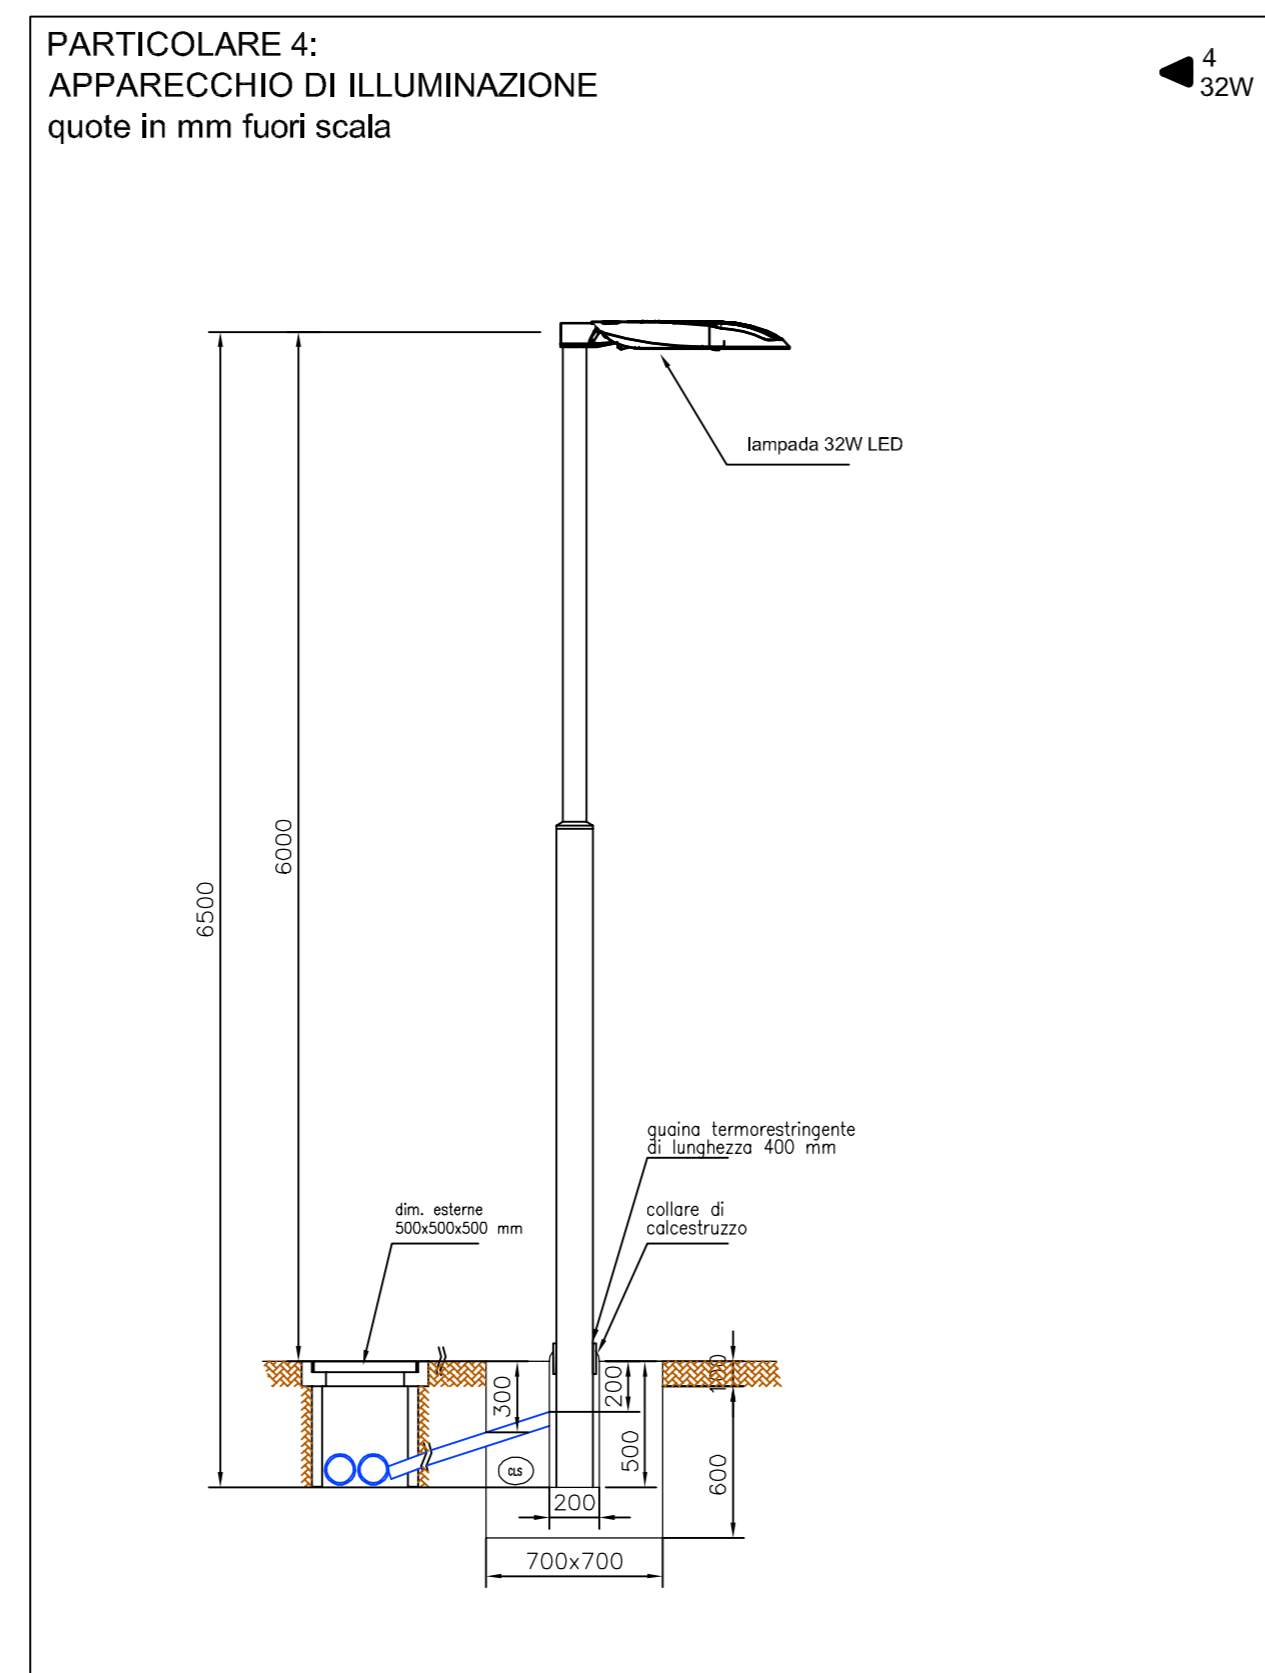 PARTICOLARE 4:
APPARECCHIO DI ILLUMINAZIONE
quote in mm fuori scala
4
32W
lampada 32W LED
6000
6500
guaina termorestringente
di lunghezza 400 mm
dim. esterne
500x500x500 mm
collare di
calcestruzzo
100
300
200
500
600
CLS
200
700x700